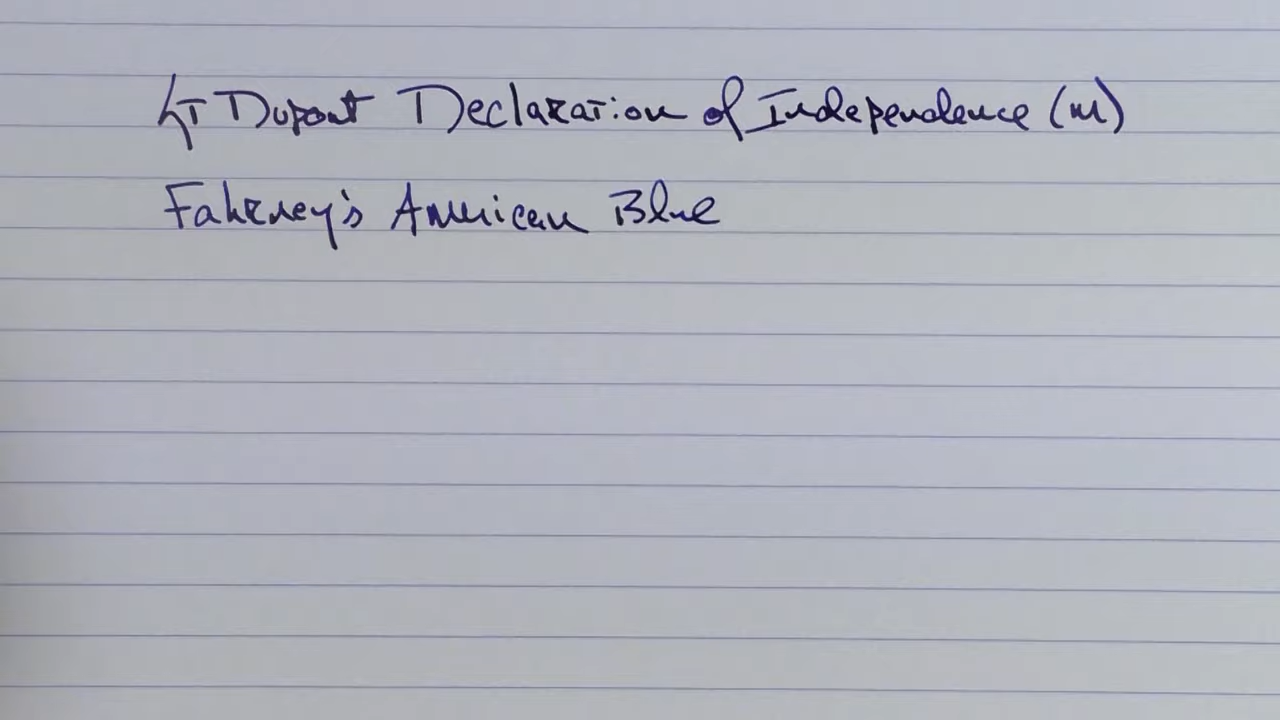 ST Dupont Declaration of Independence (M)
Fahrney's American Blue